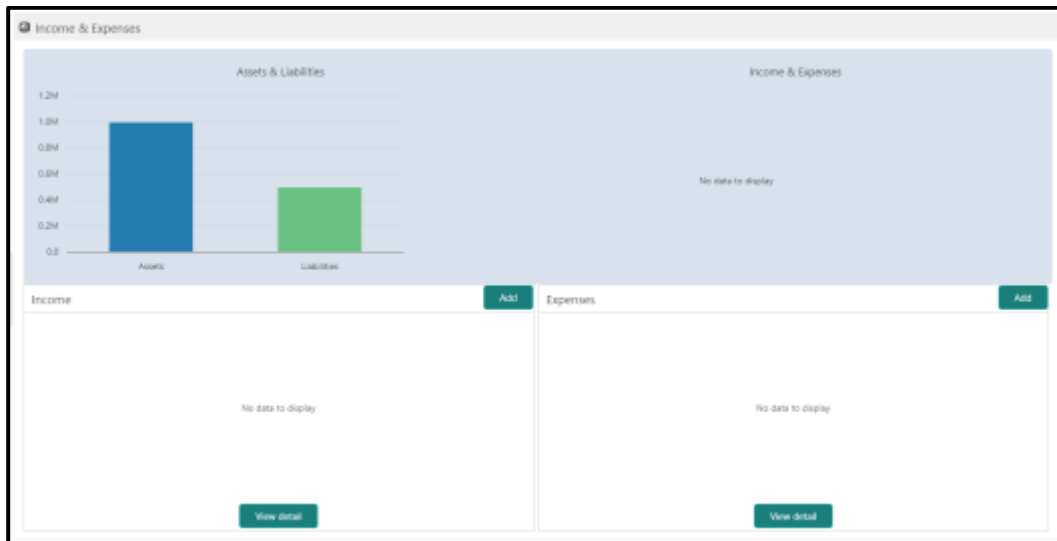 Income & Expenses
Assets & Liabilities
1.2M
1.0M
0.8M
0.6M
0.4M
0.2M
0.0
Assets
Liabilities
Income & Expenses
No data to display
Income
Add
No data to display
View detail
Expenses
Add
No data to display
View detail